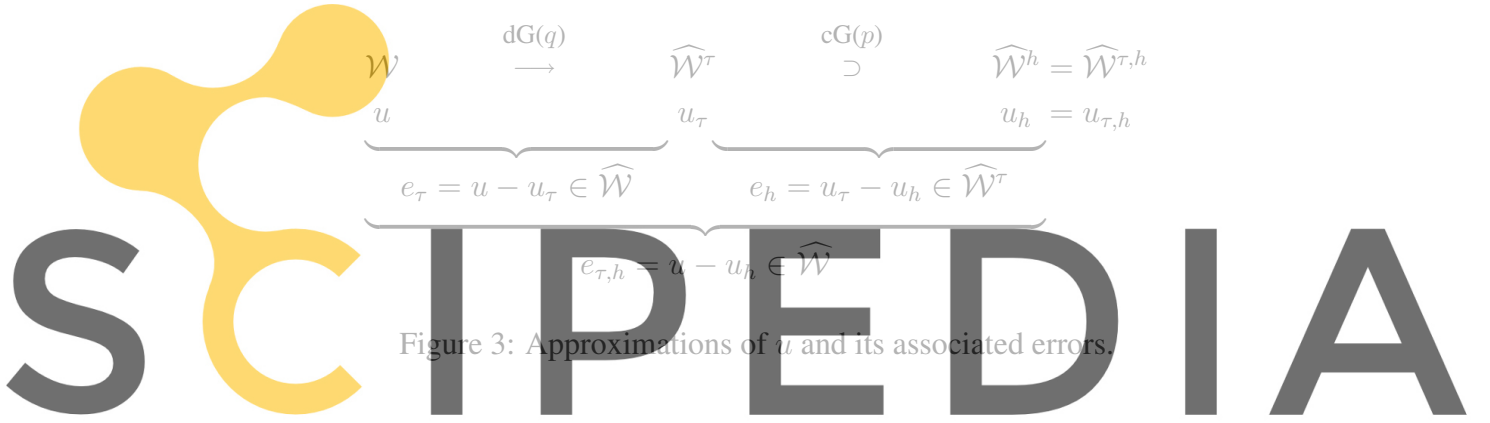 dG(q) cG(p)
𝒲 ⟶ 𝒲̂^τ ⊃ 𝒲̂^h = 𝒲̂^{τ,h}
u u_τ u_h = u_{τ,h}
e_τ = u − u_τ ∈ 𝒲̂ e_h = u_τ − u_h ∈ 𝒲̂^τ
e_{τ,h} = u − u_h ∈ 𝒲̂
Figure 3: Approximations of u and its associated errors.
SCIPEDIA